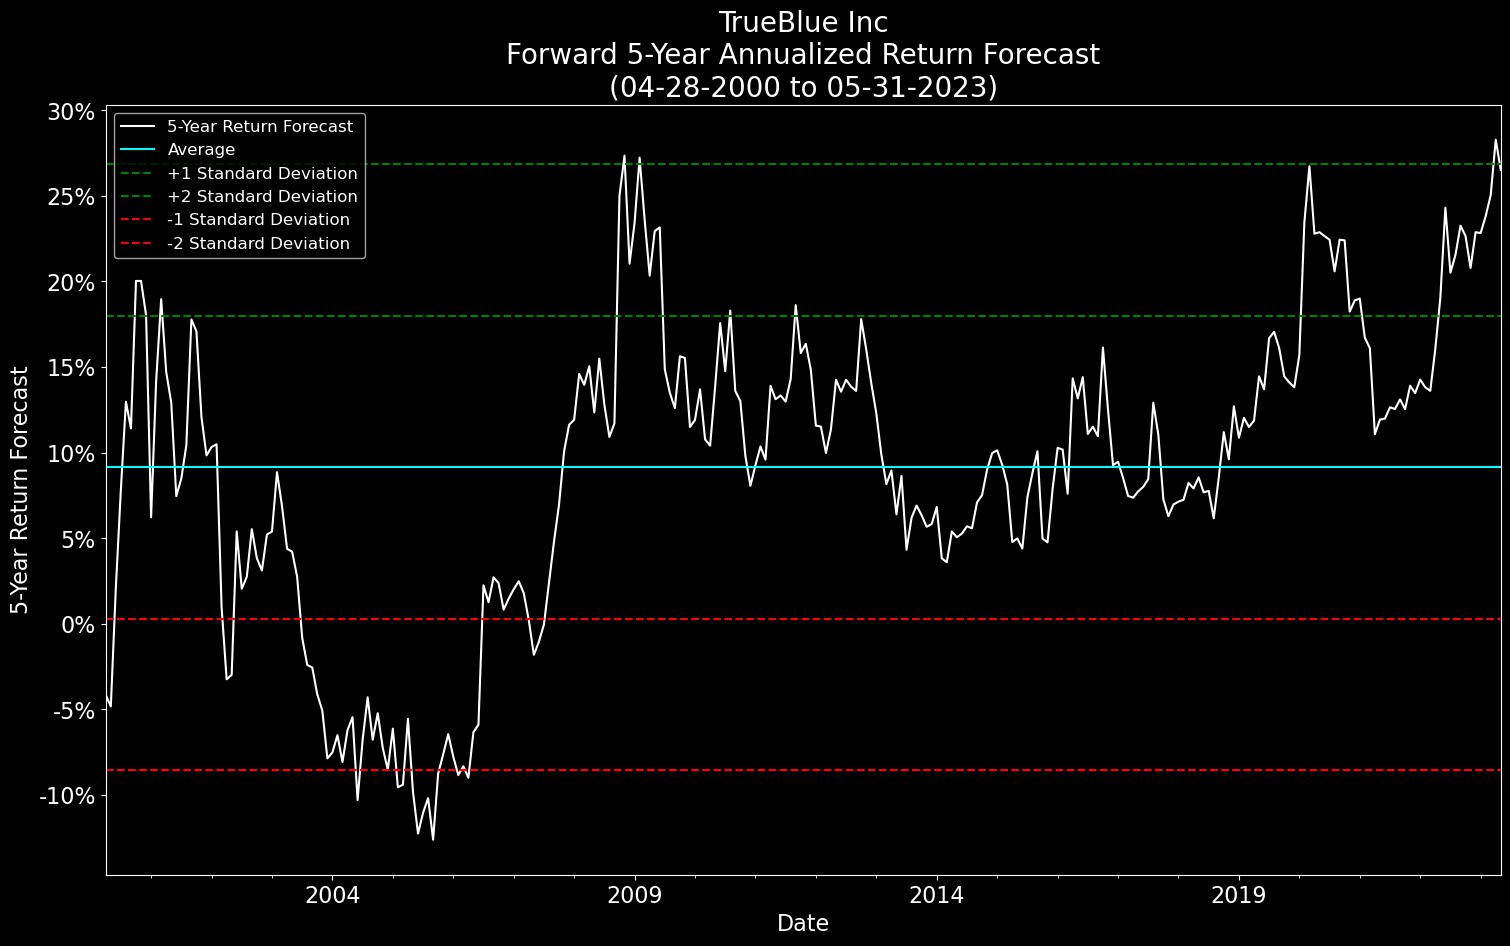 TrueBlue Inc
Forward 5-Year Annualized Return Forecast
(04-28-2000 to 05-31-2023)
5-Year Return Forecast
Average
+1 Standard Deviation
+2 Standard Deviation
-1 Standard Deviation
-2 Standard Deviation
30%
25%
20%
15%
10%
5%
0%
-5%
-10%
5-Year Return Forecast
2004
2009
2014
2019
Date